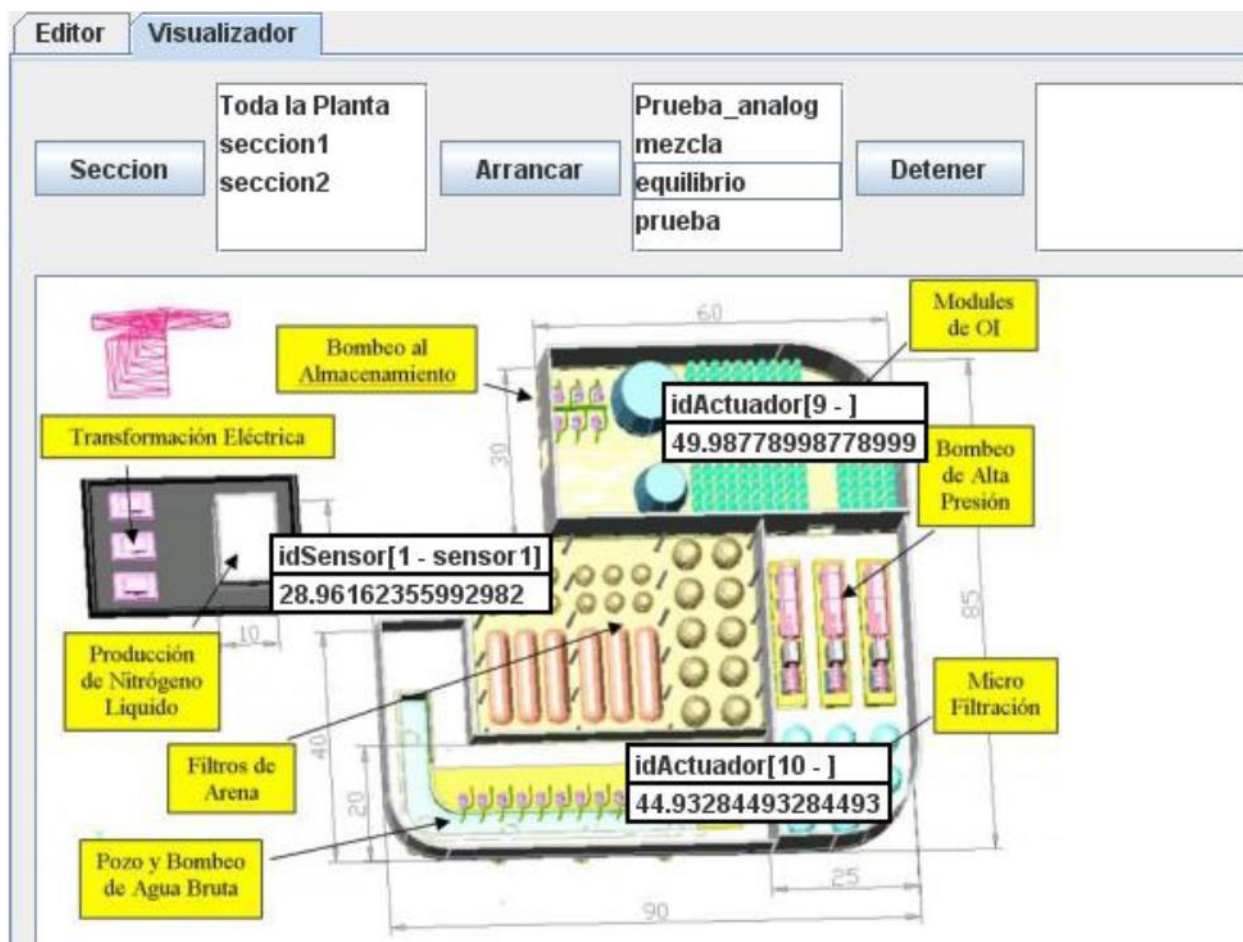 Editor
Visualizador
Seccion
Toda la Planta
seccion1
seccion2
Arrancar
Prueba_analog
mezcla
equilibrio
prueba
Detener
60
Modules
de OI
Bombeo al
Almacenamiento
idActuador[9 - ]
49.98778998778999
Transformación Eléctrica
30
Bombeo
de Alta
Presión
idSensor[1 - sensor1]
28.96162355992982
85
10
Producción
de Nitrógeno
Liquido
40
Micro
Filtración
Filtros de
Arena
20
idActuador[10 - ]
44.93284493284493
Pozo y Bombeo
de Agua Bruta
25
90